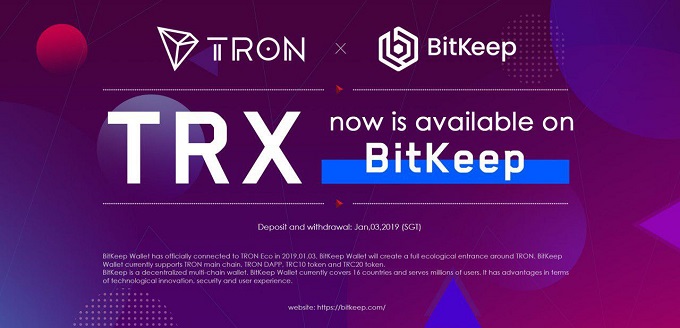 TRON x BitKeep
TRX now is available on
BitKeep
Deposit and withdrawal: Jan,03,2019 (SGT)
BitKeep Wallet has officially connected to TRON Eco in 2019.01.03. BitKeep Wallet will create a full ecological entrance around TRON. BitKeep
Wallet currently supports TRON main chain, TRON DAPP, TRC10 token and TRC20 token.
BitKeep is a decentralized multi-chain wallet. BitKeep Wallet currently covers 16 countries and serves millions of users. It has advantages in terms
of technological innovation, security and user experience.
website: https://bitkeep.com/